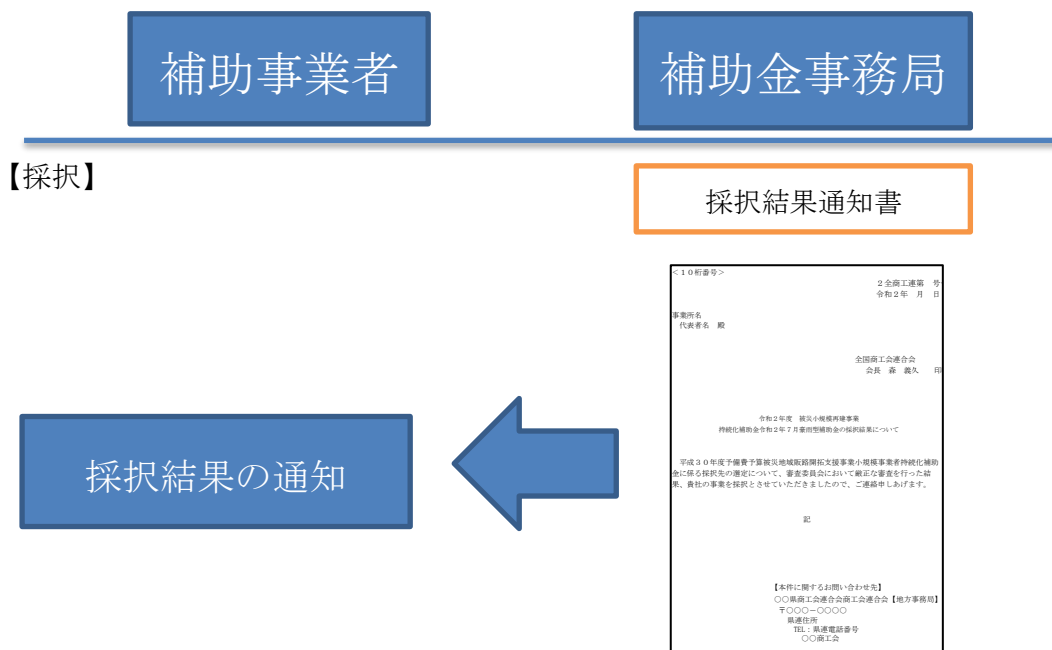 補助事業者
補助金事務局
【採択】
採択結果通知書
<10桁番号>
2全商工連第　号
令和2年　月　日
事業所名
代表者名　殿
全国商工会連合会
会長　森　義久　印
令和2年度　被災小規模再建事業
持続化補助金令和2年7月豪雨型補助金の採択結果について
平成30年度予備費予算被災地域販路開拓支援事業小規模事業者持続化補助
金に係る採択先の選定について、審査委員会において厳正な審査を行った結
果、貴社の事業を採択とさせていただきましたので、ご連絡申しあげます。
採択結果の通知
記
【本件に関するお問い合わせ先】
○○県商工会連合会商工会連合会【地方事務局】
〒○○○－○○○○
県連住所
TEL：県連電話番号
○○商工会